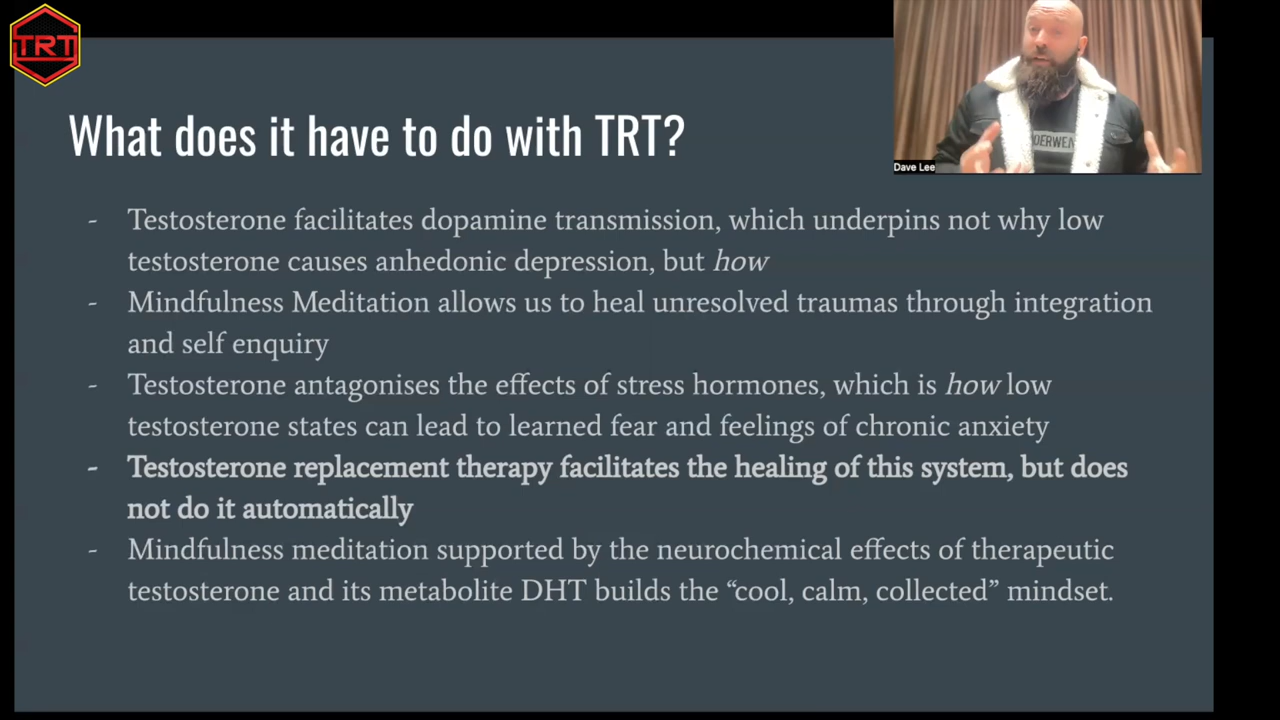 TRT
What does it have to do with TRT?
- Testosterone facilitates dopamine transmission, which underpins not why low
testosterone causes anhedonic depression, but how
- Mindfulness Meditation allows us to heal unresolved traumas through integration
and self enquiry
- Testosterone antagonises the effects of stress hormones, which is how low
testosterone states can lead to learned fear and feelings of chronic anxiety
- Testosterone replacement therapy facilitates the healing of this system, but does
not do it automatically
- Mindfulness meditation supported by the neurochemical effects of therapeutic
testosterone and its metabolite DHT builds the “cool, calm, collected” mindset.
Dave Lee